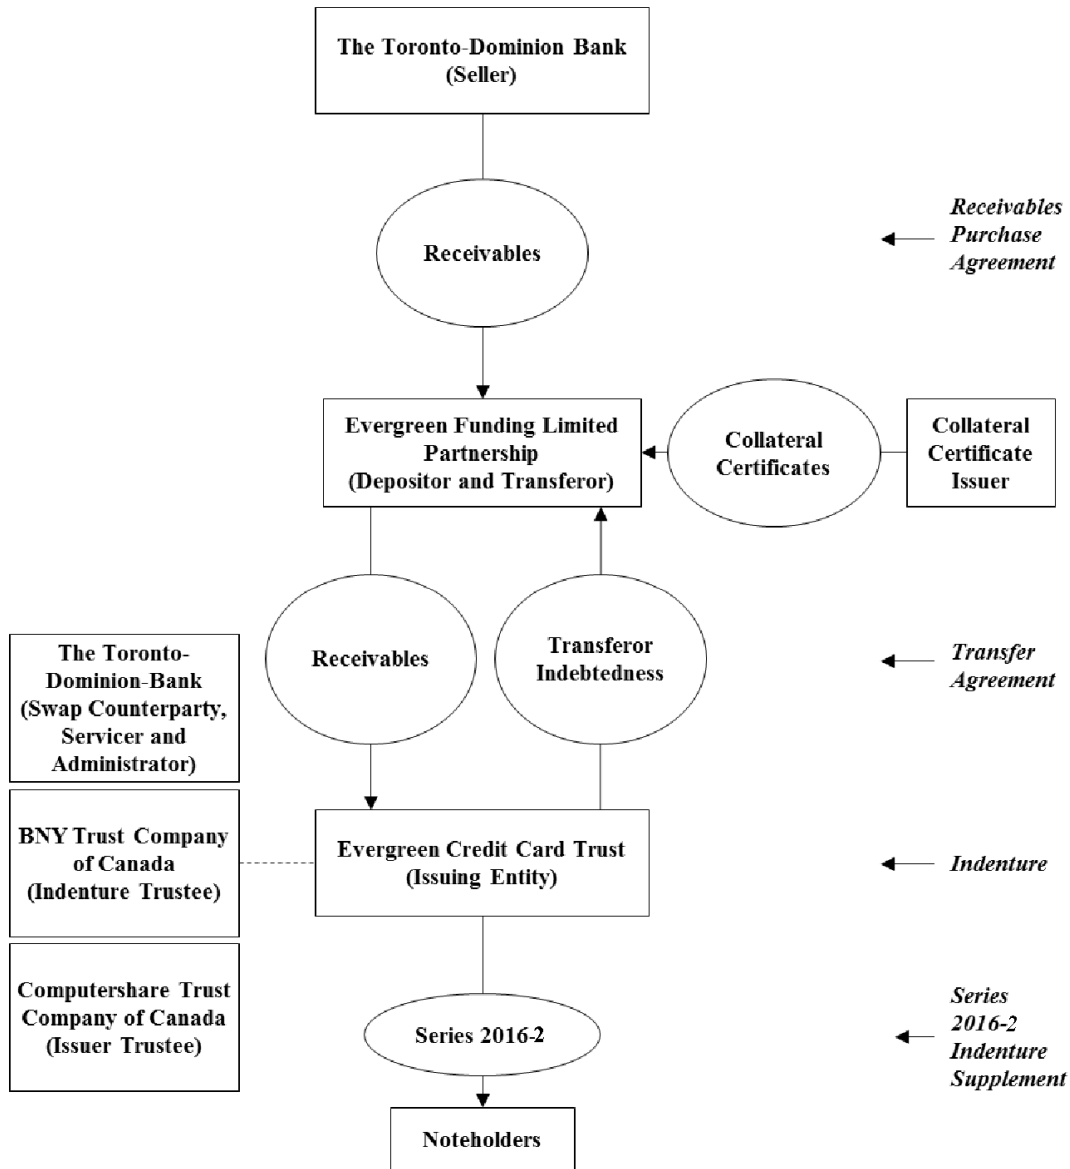 The Toronto-Dominion Bank
(Seller)
Receivables
Receivables
Purchase
Agreement
Evergreen Funding Limited
Partnership
(Depositor and Transferor)
Collateral
Certificates
Collateral
Certificate
Issuer
The Toronto-
Dominion-Bank
(Swap Counterparty,
Servicer and
Administrator)
Receivables
Transferor
Indebtedness
Transfer
Agreement
BNY Trust Company
of Canada
(Indenture Trustee)
Evergreen Credit Card Trust
(Issuing Entity)
Indenture
Computershare Trust
Company of Canada
(Issuer Trustee)
Series 2016-2
Series
2016-2
Indenture
Supplement
Noteholders